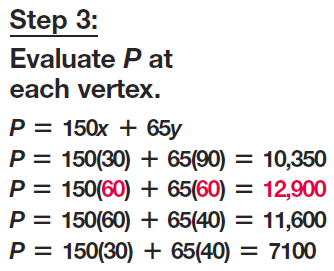 Step 3:
Evaluate P at
each vertex.
P = 150x + 65y
P = 150(30) + 65(90) = 10,350
P = 150(60) + 65(60) = 12,900
P = 150(60) + 65(40) = 11,600
P = 150(30) + 65(40) = 7100